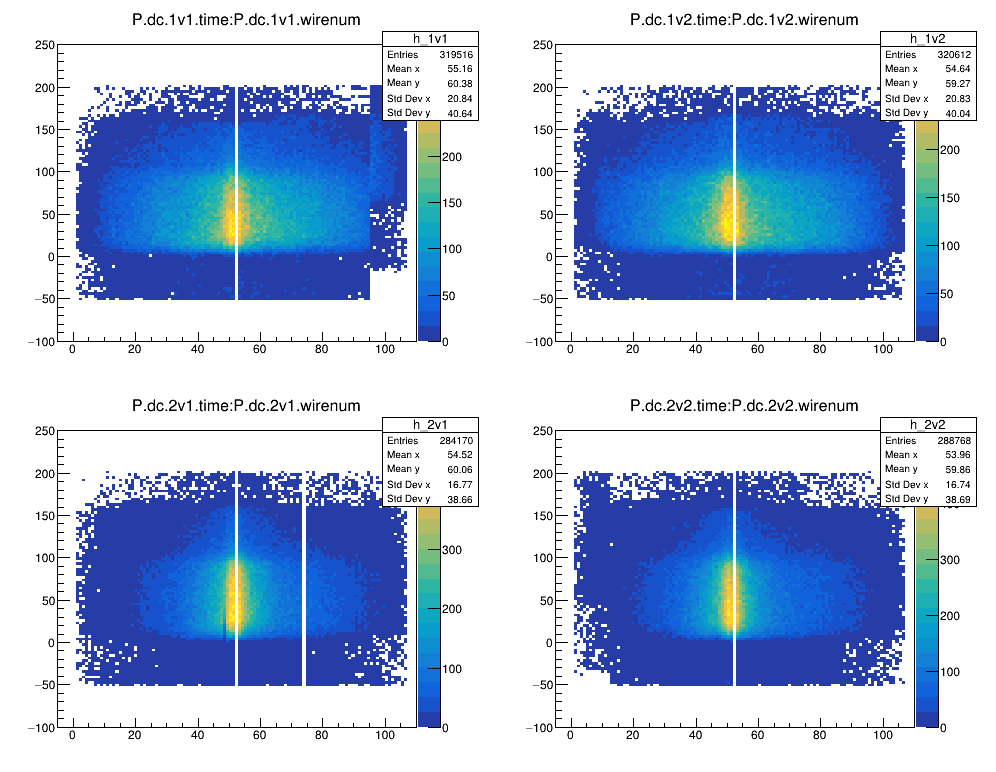 P.dc.1v1.time:P.dc.1v1.wirenum
h_1v1
Entries 319516
Mean x 55.16
Mean y 60.38
Std Dev x 20.84
Std Dev y 40.64
250
200
150
100
50
0
−50
−100
0 20 40 60 80 100
200
150
100
50
0
P.dc.1v2.time:P.dc.1v2.wirenum
h_1v2
Entries 320612
Mean x 54.64
Mean y 59.27
Std Dev x 20.83
Std Dev y 40.04
250
200
150
100
50
0
−50
−100
0 20 40 60 80 100
200
150
100
50
0
P.dc.2v1.time:P.dc.2v1.wirenum
h_2v1
Entries 284170
Mean x 54.52
Mean y 60.06
Std Dev x 16.77
Std Dev y 38.66
250
200
150
100
50
0
−50
−100
0 20 40 60 80 100
300
200
100
0
P.dc.2v2.time:P.dc.2v2.wirenum
h_2v2
Entries 288768
Mean x 53.96
Mean y 59.86
Std Dev x 16.74
Std Dev y 38.69
250
200
150
100
50
0
−50
−100
0 20 40 60 80 100
300
200
100
0